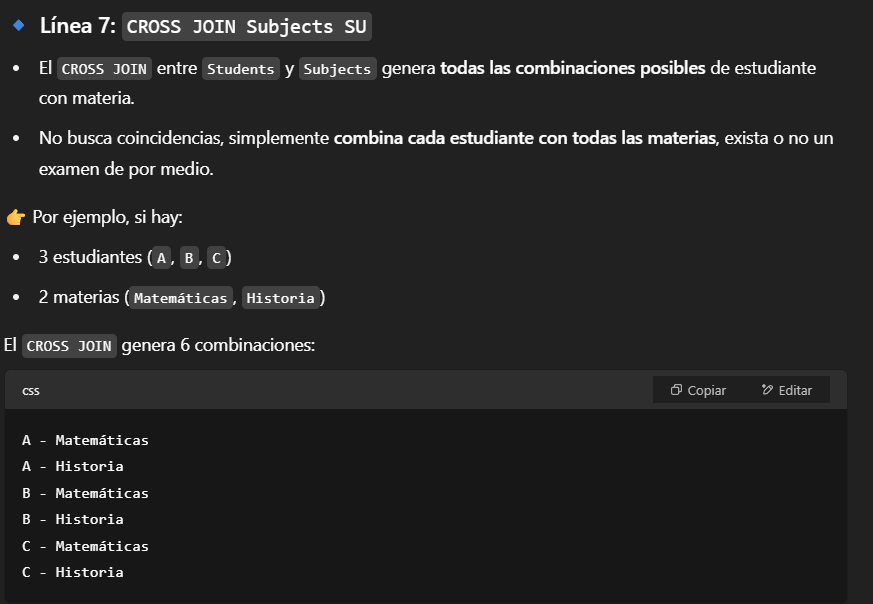 Línea 7: CROSS JOIN Subjects SU
El CROSS JOIN entre Students y Subjects genera todas las combinaciones posibles de estudiante
con materia.
No busca coincidencias, simplemente combina cada estudiante con todas las materias, exista o no un
examen de por medio.
👉 Por ejemplo, si hay:
3 estudiantes (A, B, C)
2 materias (Matemáticas, Historia)
El CROSS JOIN genera 6 combinaciones:
css Copiar Editar
A - Matemáticas
A - Historia
B - Matemáticas
B - Historia
C - Matemáticas
C - Historia